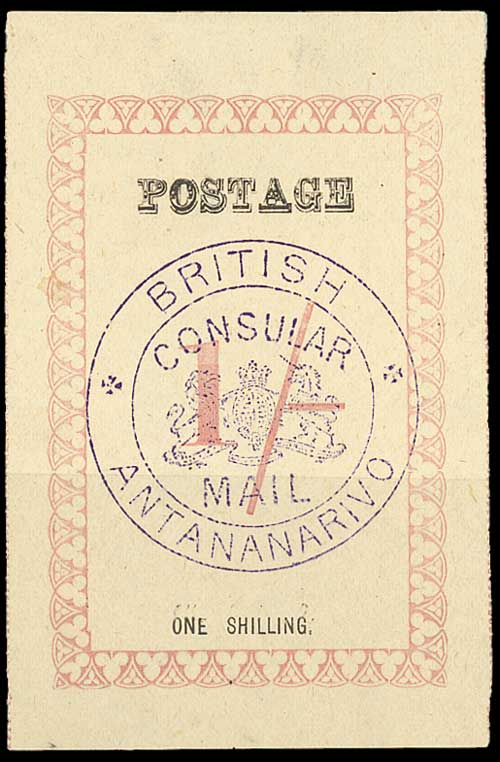 POSTAGE
BRITISH
CONSULAR
1/-
MAIL
ANTANANARIVO
ONE SHILLING.